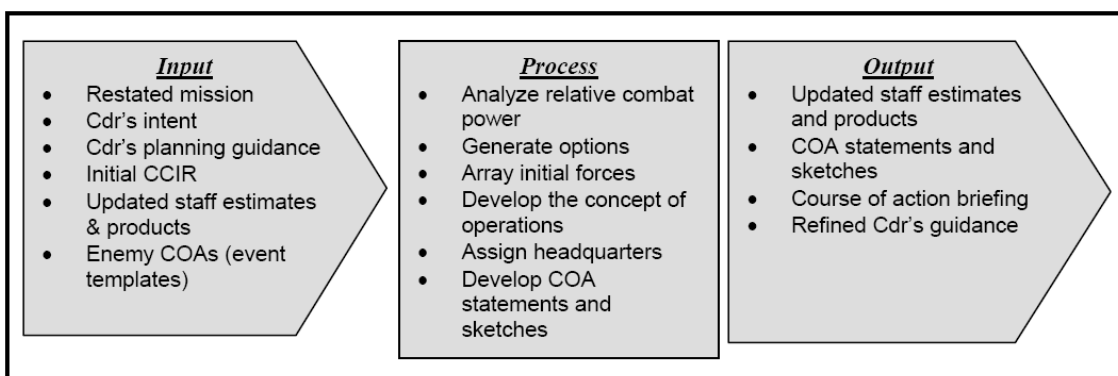 Input
• Restated mission
• Cdr's intent
• Cdr's planning guidance
• Initial CCIR
• Updated staff estimates
& products
• Enemy COAs (event
templates)
Process
• Analyze relative combat
power
• Generate options
• Array initial forces
• Develop the concept of
operations
• Assign headquarters
• Develop COA
statements and
sketches
Output
• Updated staff estimates
and products
• COA statements and
sketches
• Course of action briefing
• Refined Cdr's guidance